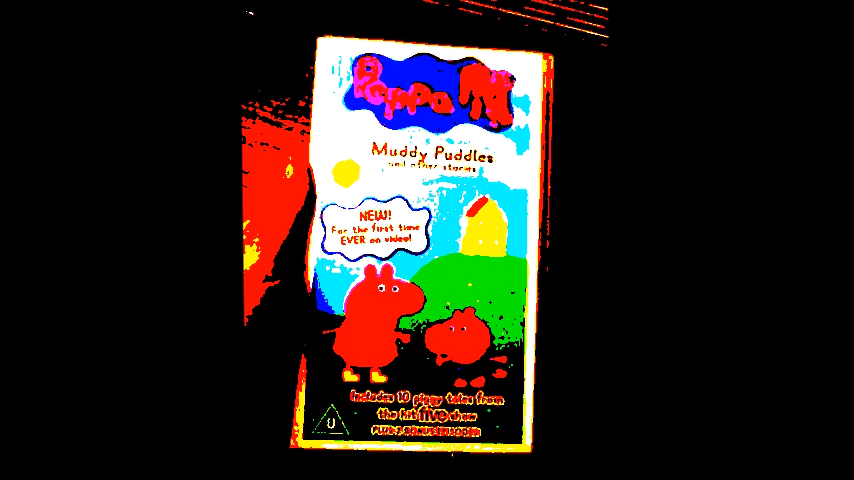 Peppa Pig
Muddy Puddles
and other stories
NEW!
For the first time
EVER on video!
Includes 10 piggy tales from
the hit five show
U